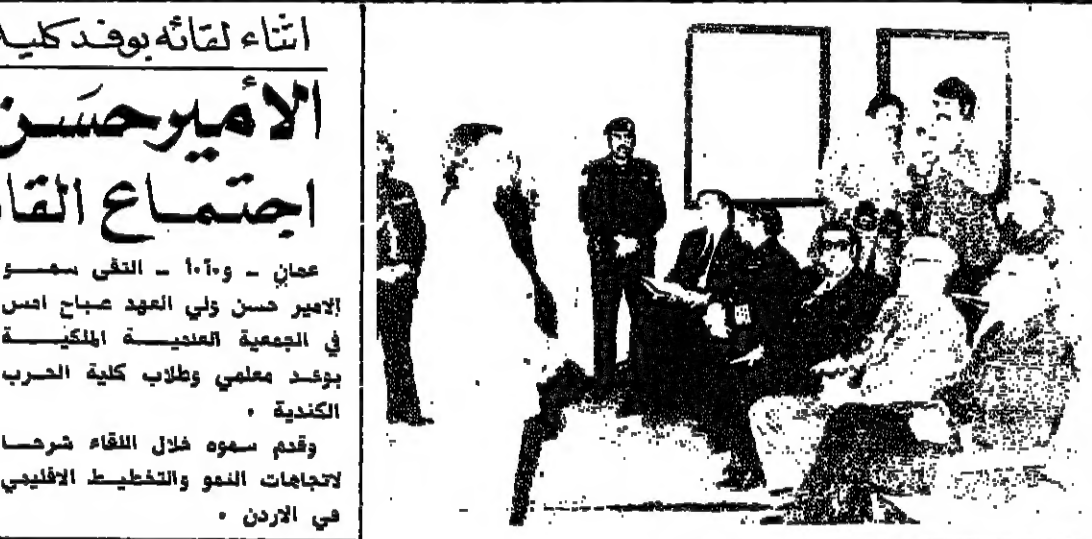 اثناء لقائه بوفد كلية
الأمير حسن
اجتماع القا
عمان ـ و.أ.أ ـ التقى سمو
الامير حسن ولي العهد صباح امس
في الجمعية العلمية الملكية
بوفد معلمي وطلاب كلية الحرب
الكندية .
وقدم سموه خلال اللقاء شرحا
لاتجاهات النمو والتخطيط الاقليمي
في الاردن .